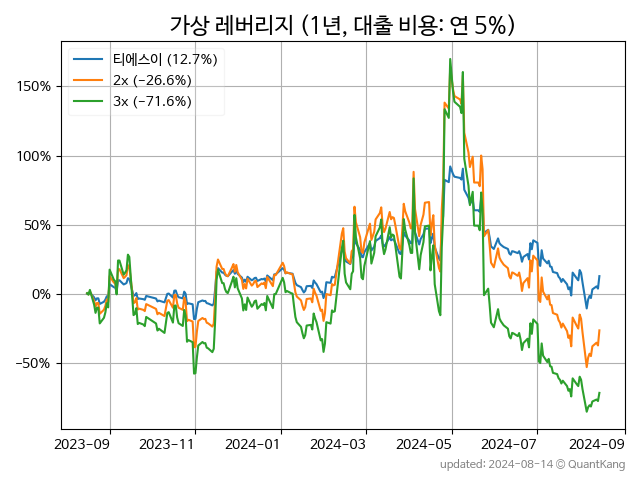 가상 레버리지 (1년, 대출 비용: 연 5%)
티에스이 (12.7%)
2x (−26.6%)
3x (−71.6%)
150%
100%
50%
0%
−50%
2023-09 2023-11 2024-01 2024-03 2024-05 2024-07 2024-09
updated: 2024-08-14 © QuantKang